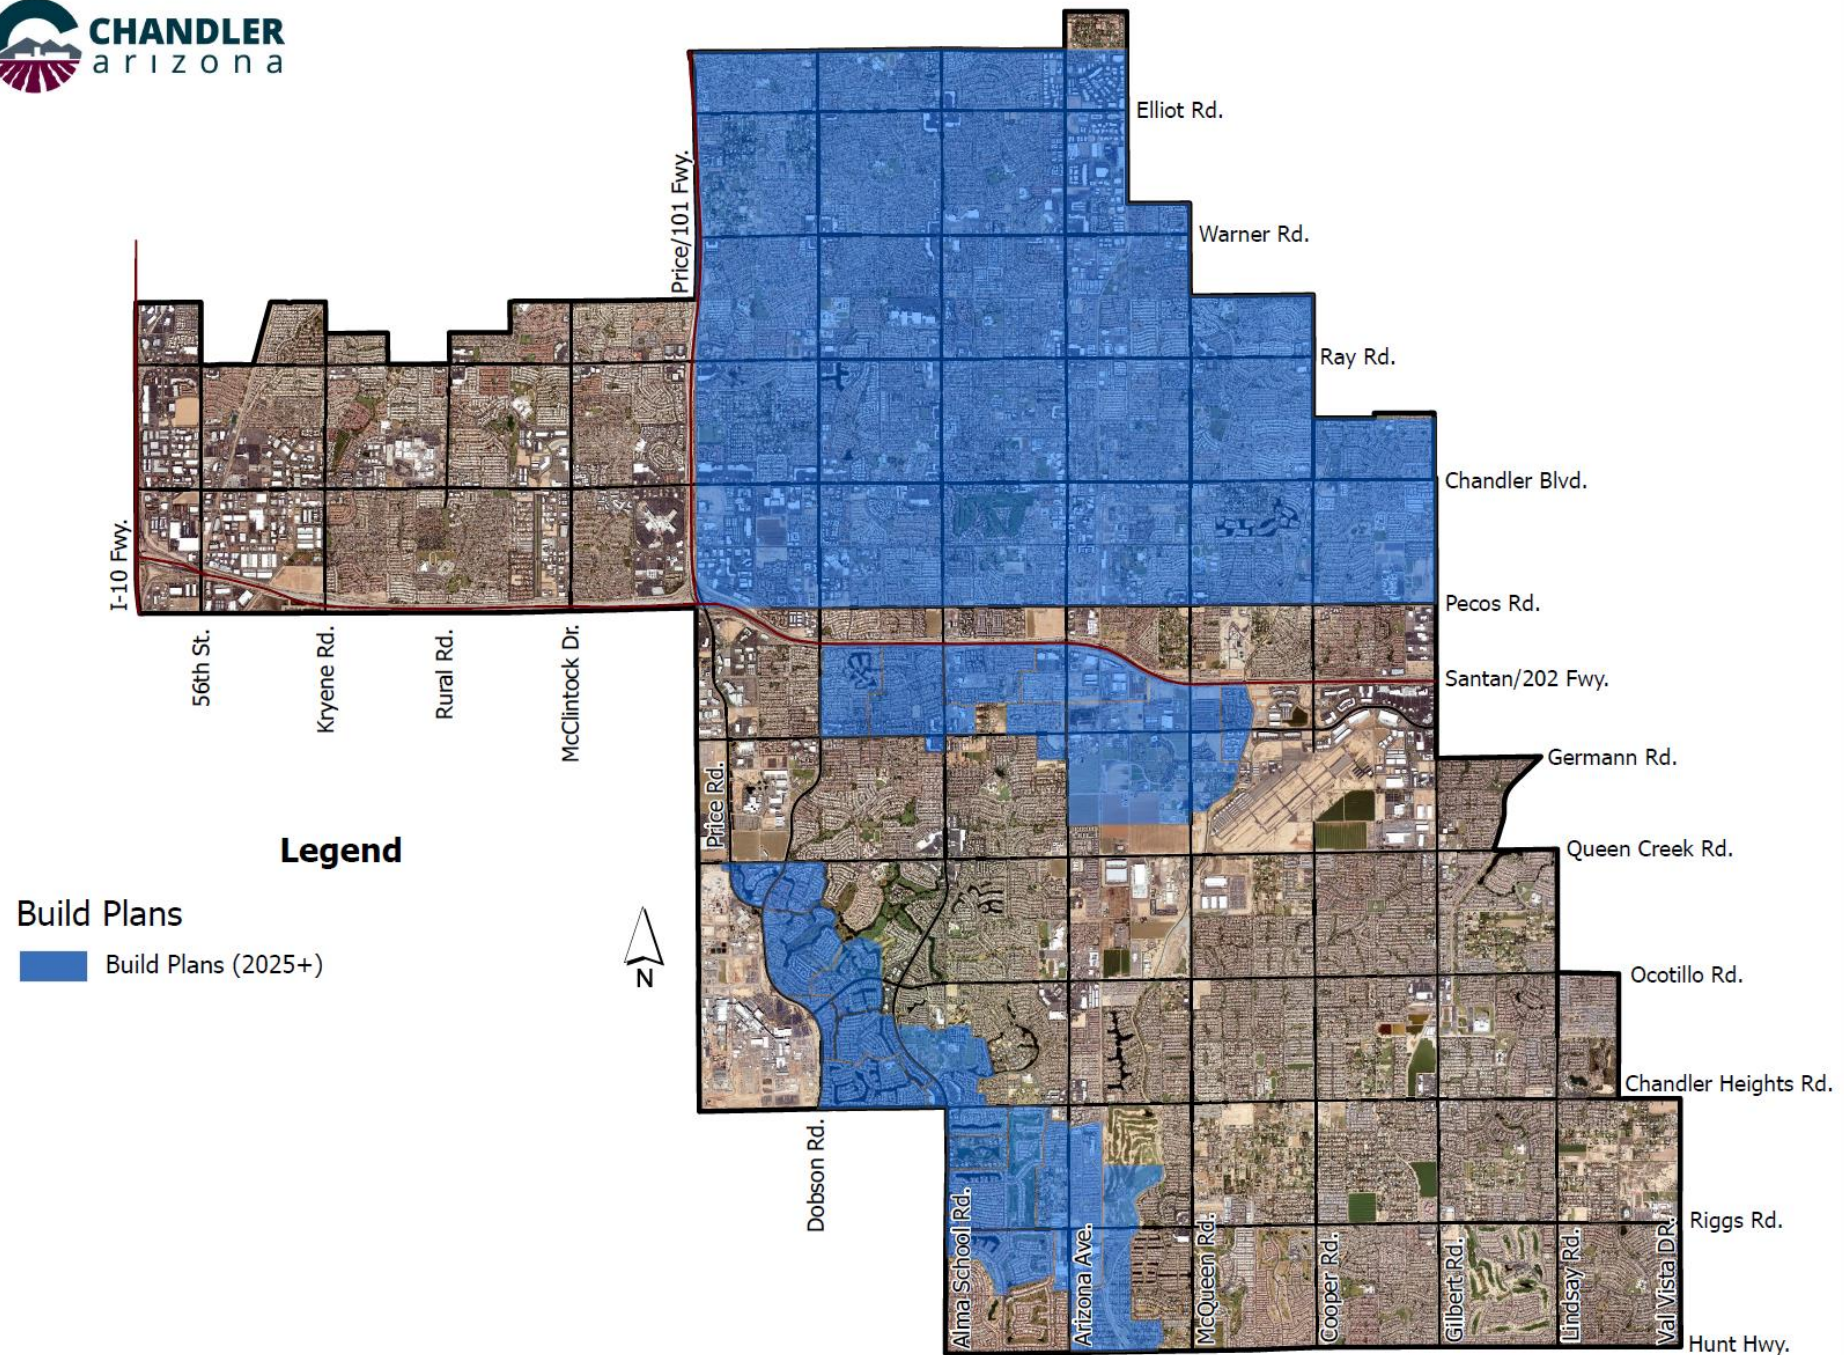 CHANDLER
arizona
Elliot Rd.
Price/101 Fwy.
Warner Rd.
Ray Rd.
Chandler Blvd.
I-10 Fwy.
Pecos Rd.
56th St.
Kryene Rd.
Rural Rd.
McClintock Dr.
Santan/202 Fwy.
Germann Rd.
Price Rd.
Legend
Queen Creek Rd.
Build Plans
Build Plans (2025+)
N
Ocotillo Rd.
Chandler Heights Rd.
Dobson Rd.
Riggs Rd.
Alma School Rd.
Arizona Ave.
McQueen Rd.
Cooper Rd.
Gilbert Rd.
Lindsay Rd.
Val Vista DR.
Hunt Hwy.